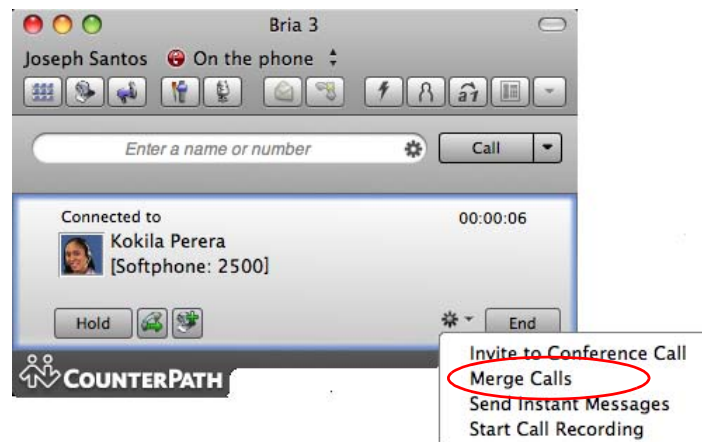 Bria 3
Joseph Santos On the phone
a1
Enter a name or number Call
Connected to 00:00:06
Kokila Perera
[Softphone: 2500]
Hold End
COUNTERPATH
Invite to Conference Call
Merge Calls
Send Instant Messages
Start Call Recording